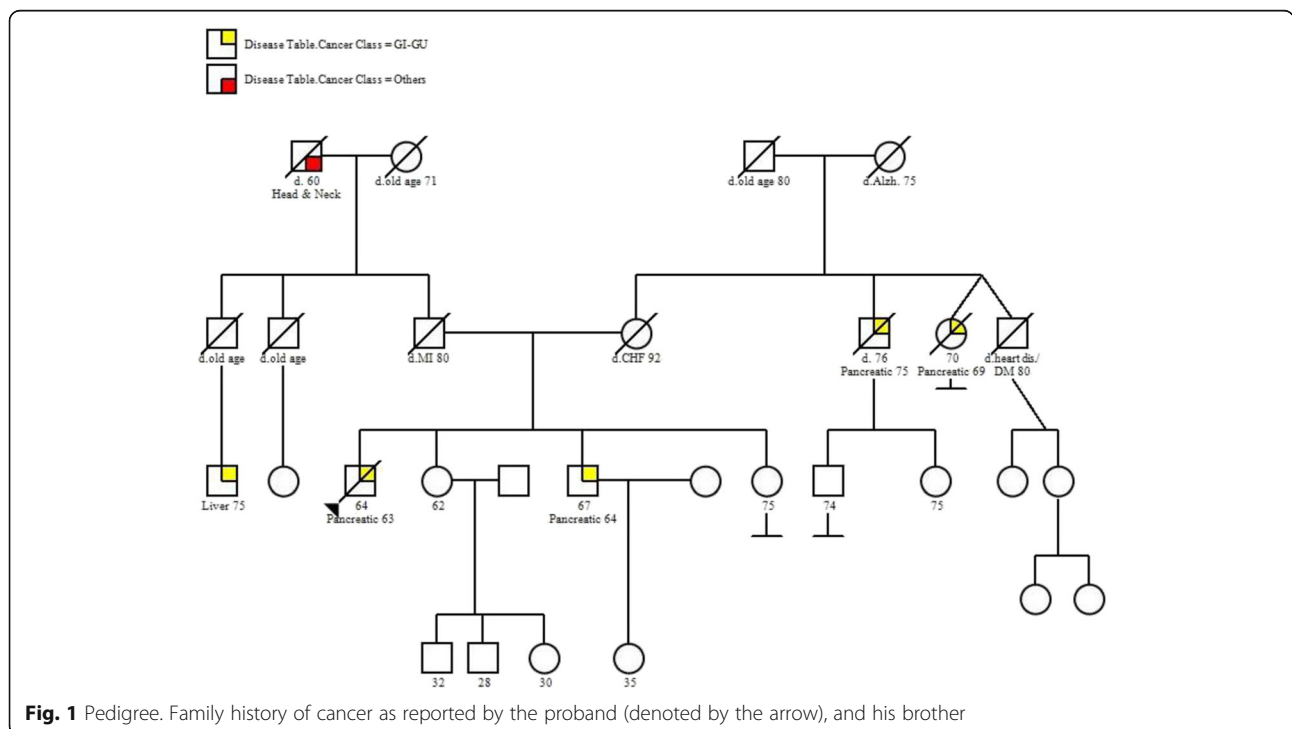 Disease Table.Cancer Class = GI-GU
Disease Table.Cancer Class = Others
d. 60
Head & Neck
d.old age 71
d.old age 80
d.Alzh. 75
d.old age
d.old age
d.MI 80
d.CHF 92
d. 76
Pancreatic 75
70
Pancreatic 69
d.heart dis./
DM 80
Liver 75
64
Pancreatic 63
62
67
Pancreatic 64
75
74
75
32
28
30
35
Fig. 1 Pedigree. Family history of cancer as reported by the proband (denoted by the arrow), and his brother